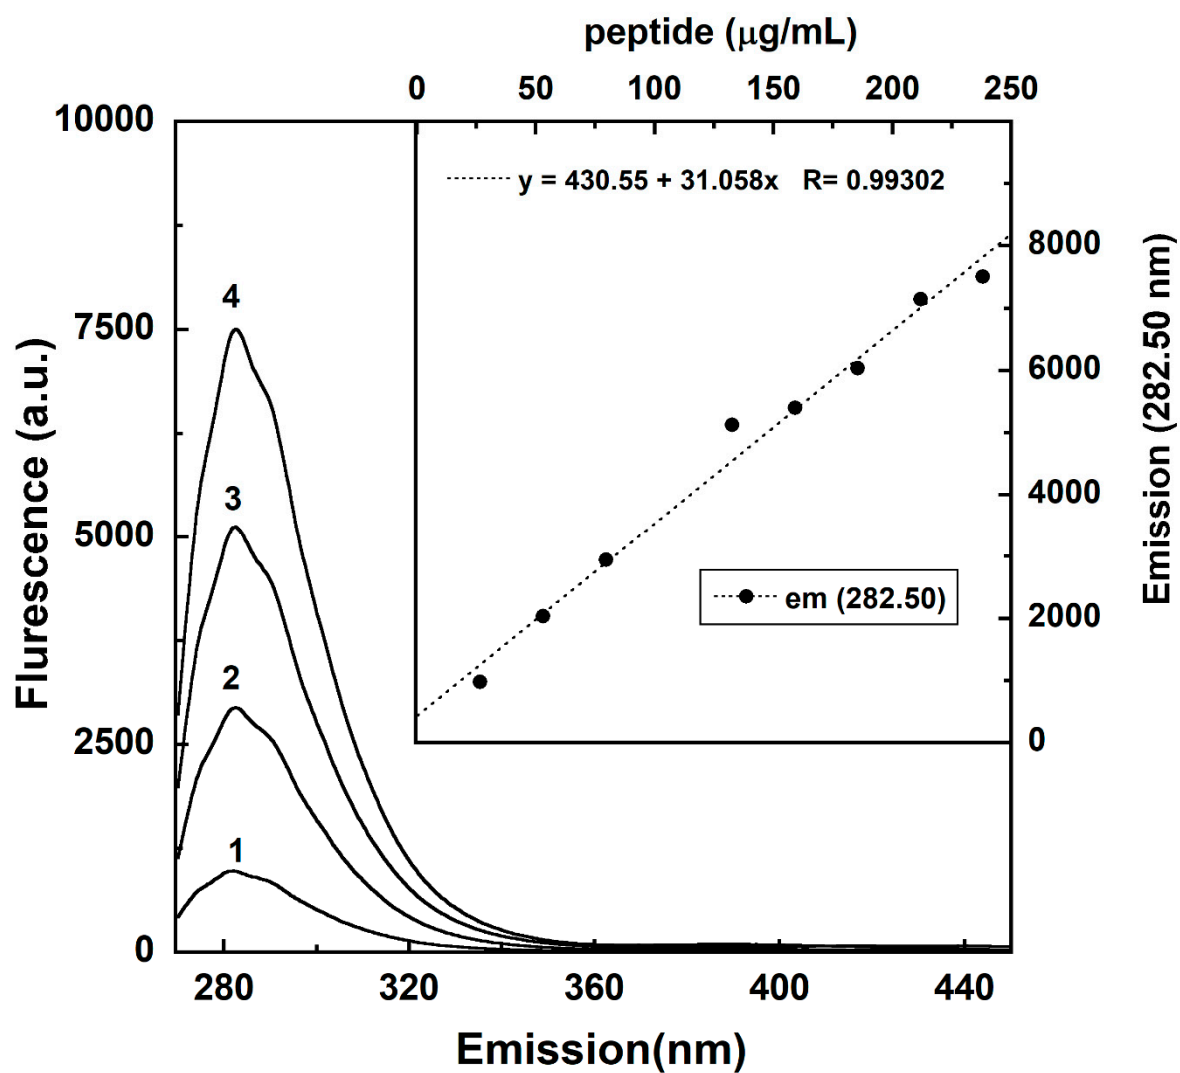 peptide (μg/mL)
0 50 100 150 200 250
10000
7500
5000
2500
0
Flurescence (a.u.)
y = 430.55 + 31.058x R= 0.99302
8000
6000
4000
2000
0
Emission (282.50 nm)
em (282.50)
4
3
2
1
280 320 360 400 440
Emission(nm)